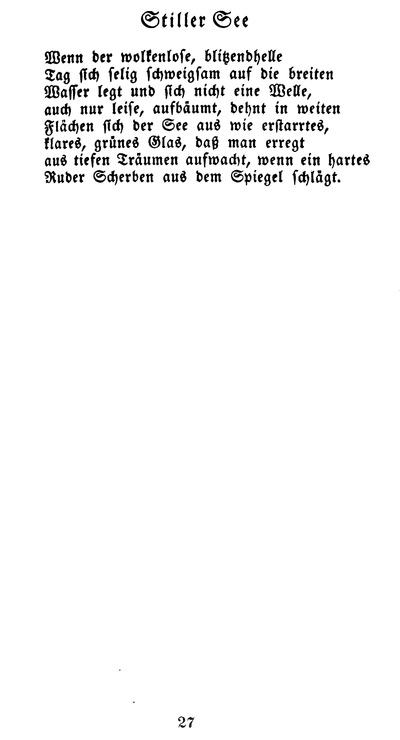 Stiller See
Wenn der wolkenlose, blitzendhelle
Tag sich selig schweigsam auf die breiten
Wasser legt und sich nicht eine Welle,
auch nur leise, aufbäumt, dehnt in weiten
Flächen sich der See aus wie erstarrtes,
klares, grünes Glas, daß man erregt
aus tiefen Träumen aufwacht, wenn ein hartes
Ruder Scherben aus dem Spiegel schlägt.
27